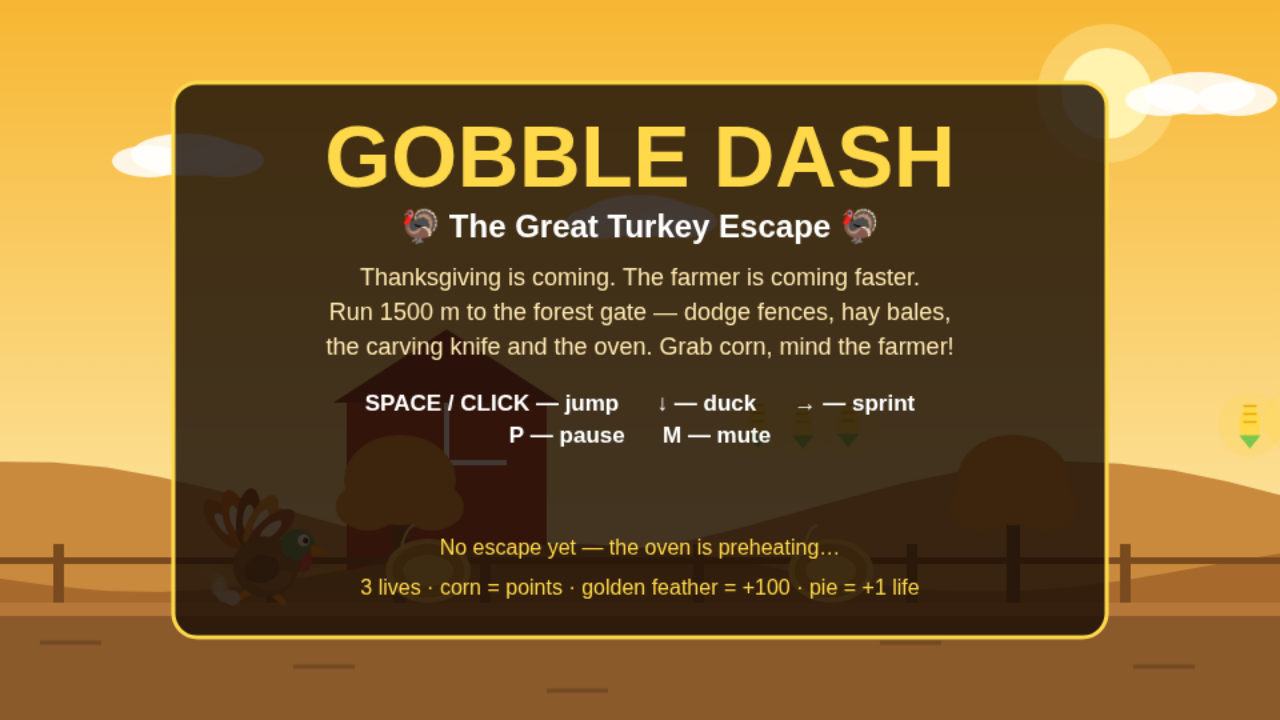 GOBBLE DASH
🦃 The Great Turkey Escape 🦃
Thanksgiving is coming. The farmer is coming faster.
Run 1500 m to the forest gate — dodge fences, hay bales,
the carving knife and the oven. Grab corn, mind the farmer!
SPACE / CLICK — jump ↓ — duck → — sprint
P — pause M — mute
No escape yet — the oven is preheating…
3 lives · corn = points · golden feather = +100 · pie = +1 life